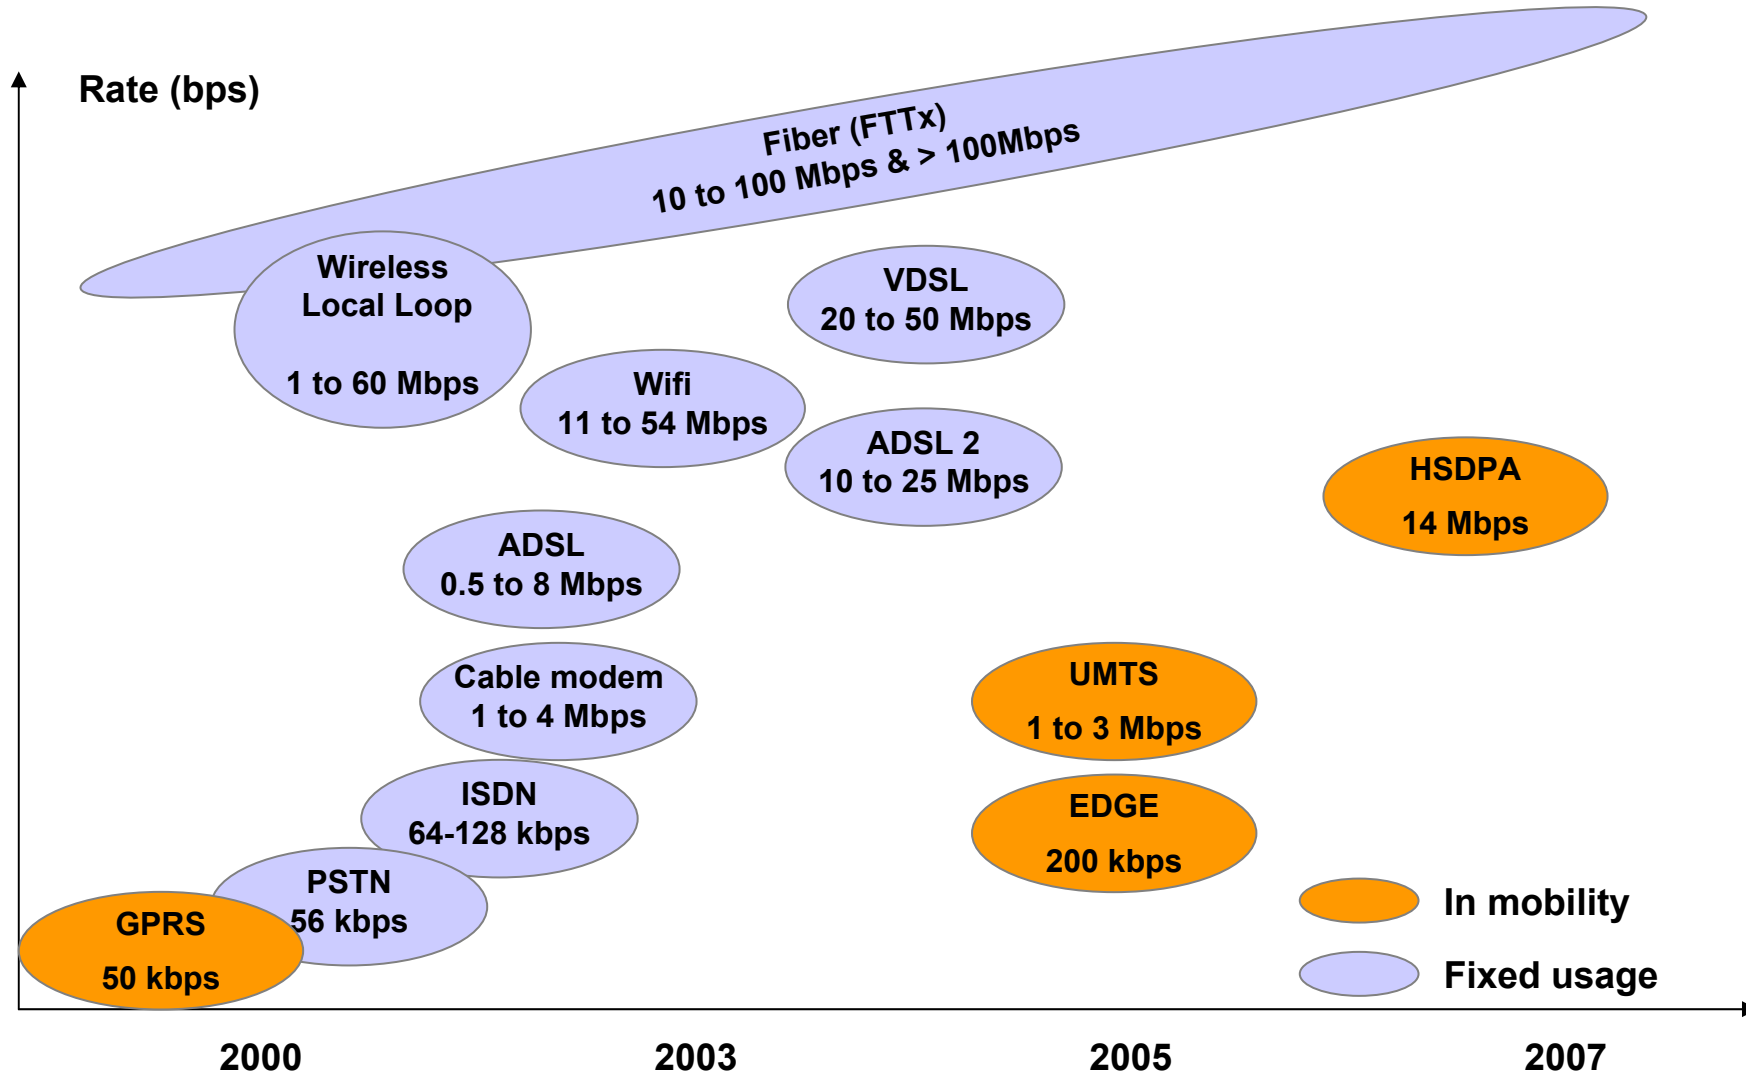 Rate (bps)
Fiber (FTTx)
10 to 100 Mbps & > 100Mbps
Wireless
Local Loop
1 to 60 Mbps
VDSL
20 to 50 Mbps
Wifi
11 to 54 Mbps
ADSL 2
10 to 25 Mbps
HSDPA
14 Mbps
ADSL
0.5 to 8 Mbps
Cable modem
1 to 4 Mbps
UMTS
1 to 3 Mbps
ISDN
64-128 kbps
EDGE
200 kbps
PSTN
56 kbps
GPRS
50 kbps
In mobility
Fixed usage
2000
2003
2005
2007